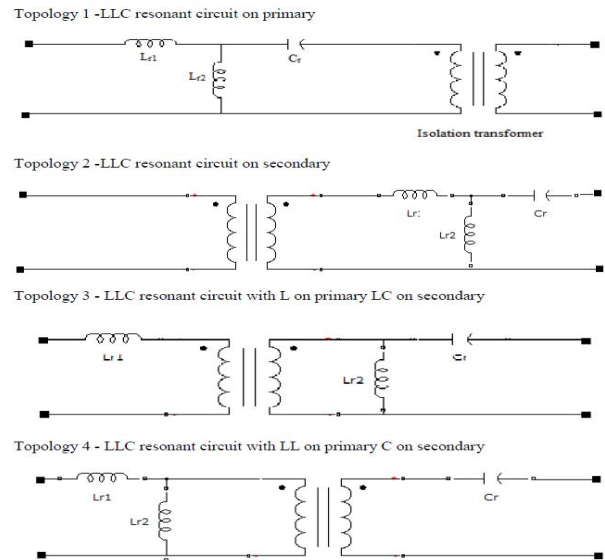 Topology 1 -LLC resonant circuit on primary
Lr1
Lr2
Cr
Isolation transformer
Topology 2 -LLC resonant circuit on secondary
Lr:
Cr
Lr2
Topology 3 - LLC resonant circuit with L on primary LC on secondary
Lr1
Lr2
Cr
Topology 4 - LLC resonant circuit with LL on primary C on secondary
Lr1
Cr
Lr2